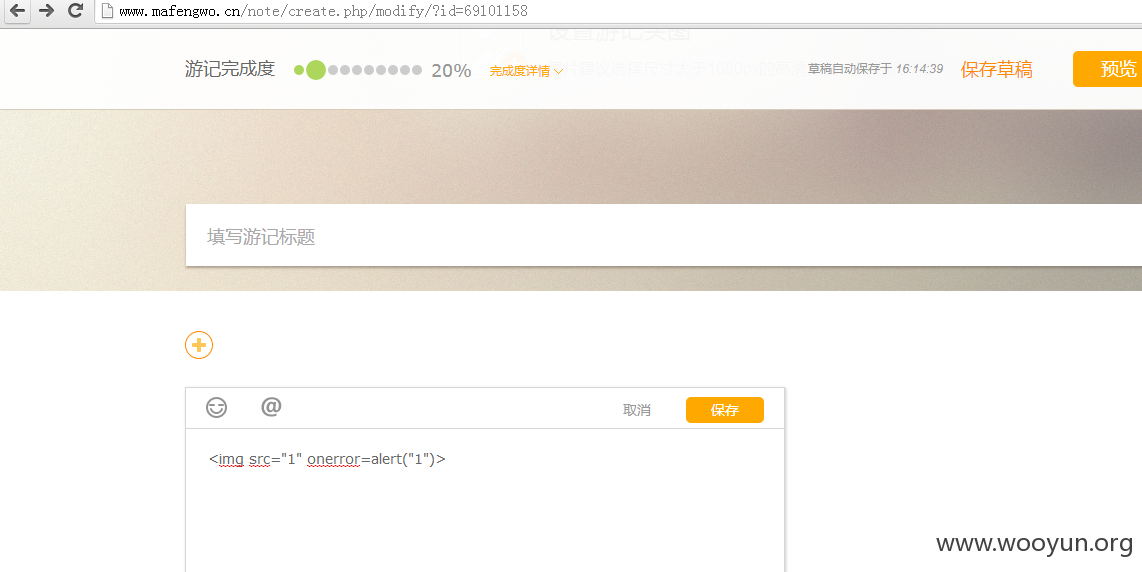 www.mafengwo.cn/note/create.php/modify/?id=69101158
设置游记头图
游记完成度 20% 完成度详情 草稿自动保存于 16:14:39 保存草稿 预览
填写游记标题
@ 取消 保存
<img src="1" onerror=alert("1")>
www.wooyun.org